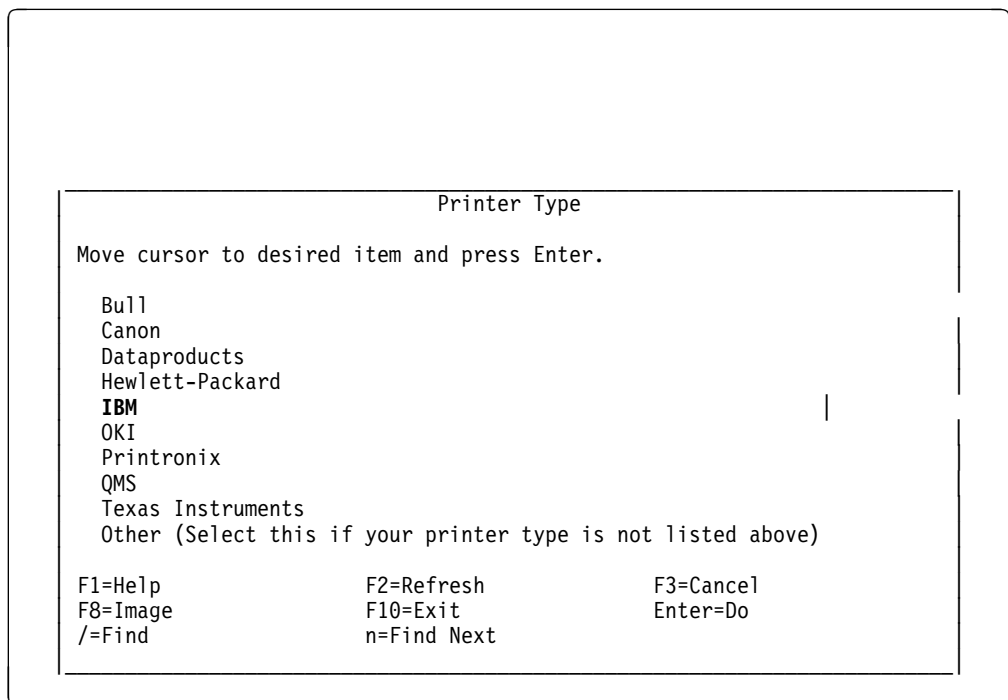 Printer Type
Move cursor to desired item and press Enter.
Bull
Canon
Dataproducts
Hewlett-Packard
IBM
OKI
Printronix
QMS
Texas Instruments
Other (Select this if your printer type is not listed above)
F1=Help F2=Refresh F3=Cancel
F8=Image F10=Exit Enter=Do
/=Find n=Find Next